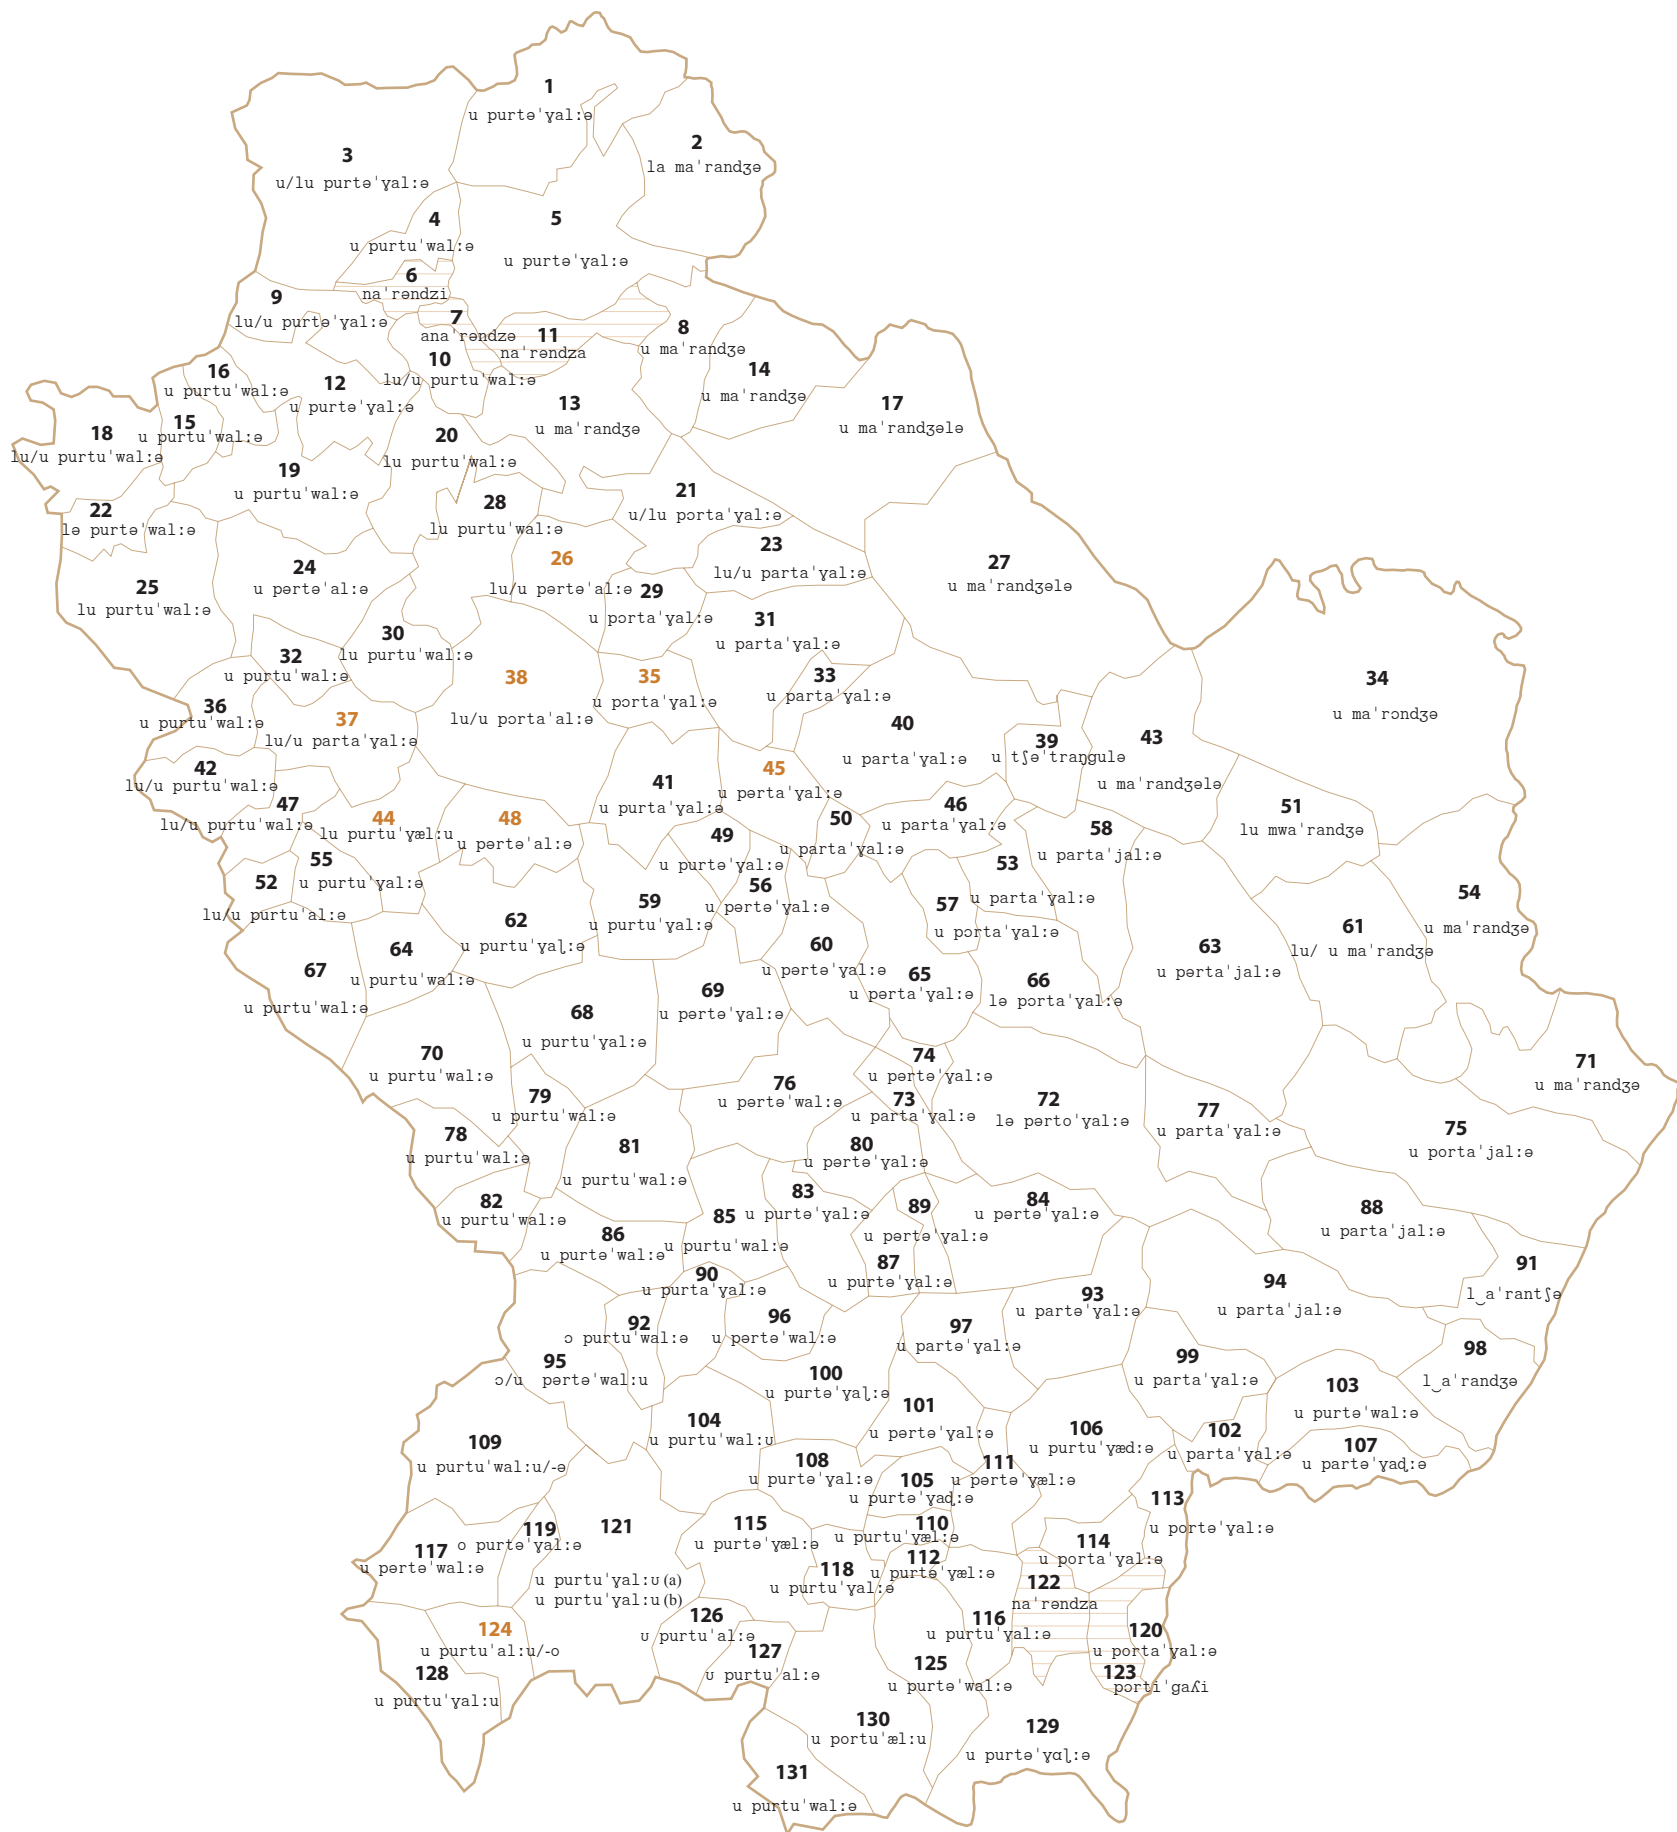 1
u purtəˈɣalːə
2
la maˈrandʒə
3
u/lu purtəˈɣalːə
4
u purtuˈwalːə
5
u purtəˈɣalːə
6
naˈrəndzi
7
anaˈrəndzə
8
u maˈrandʒə
9
lu/u purtəˈɣalːə
10
lu/u purtuˈwalːə
11
naˈrəndza
12
u purtəˈɣalːə
13
u maˈrandʒə
14
u maˈrandʒə
15
u purtuˈwalːə
16
u purtuˈwalːə
17
u maˈrandʒələ
18
lu/u purtuˈwalːə
19
u purtuˈwalːə
20
lu purtuˈwalːə
21
u/lu pɔrtaˈɣalːə
22
lə purtəˈwalːə
23
lu/u partaˈɣalːə
24
u pərtəˈalːə
25
lu purtuˈwalːə
26
lu/u pərtəˈalːə
27
u maˈrandʒələ
28
lu purtuˈwalːə
29
u pɔrtaˈɣalːə
30
lu purtuˈwalːə
31
u partaˈɣalːə
32
u purtuˈwalːə
33
u partaˈɣalːə
34
u maˈrɔndʒə
35
u pɔrtaˈɣalːə
36
u purtuˈwalːə
37
lu/u partaˈɣalːə
38
lu/u pɔrtaˈalːə
39
u tʃəˈtraŋgulə
40
u partaˈɣalːə
41
u purtaˈɣalːə
42
lu/u purtuˈwalːə
43
u maˈrandʒələ
44
lu purtuˈɣælːu
45
u pərtaˈɣalːə
46
u partaˈɣalːə
47
lu/u purtuˈwalːə
48
u pərtəˈalːə
49
u purtəˈɣalːə
50
u partaˈɣalːə
51
lu mwaˈrandʒə
52
lu/u purtuˈalːə
53
u partaˈɣalːə
54
u maˈrandʒə
55
u purtuˈɣalːə
56
u pərtəˈɣalːə
57
u pɔrtaˈɣalːə
58
u partaˈjalːə
59
u purtuˈɣalːə
60
u pərtəˈɣalːə
61
lu/ u maˈrandʒə
62
u purtuˈɣaɭːə
63
u pərtaˈjalːə
64
u purtuˈwalːə
65
u pərtaˈɣalːə
66
lə pɔrtaˈɣalːə
67
u purtuˈwalːə
68
u purtuˈɣalːə
69
u pərtəˈɣalːə
70
u purtuˈwalːə
71
u maˈrandʒə
72
lə pərtoˈɣalːə
73
u partaˈɣalːə
74
u pərtəˈɣalːə
75
u portaˈjalːə
76
u pərtəˈwalːə
77
u partaˈɣalːə
78
u purtuˈwalːə
79
u purtuˈwalːə
80
u pərtəˈɣalːə
81
u purtuˈwalːə
82
u purtuˈwalːə
83
u purtəˈɣalːə
84
u pərtəˈɣalːə
85
u purtuˈwalːə
86
u purtəˈwalːə
87
u purtəˈɣalːə
88
u partaˈjalːə
89
u pərtəˈɣalːə
90
u purtaˈɣalːə
91
l‿aˈrantʃə
92
ɔ purtuˈwalːə
93
u partəˈɣalːə
94
u partaˈjalːə
95
ɔ/u pərtəˈwalːu
96
u pərtəˈwalːə
97
u partəˈɣalːə
98
l‿aˈrandʒə
99
u partaˈɣalːə
100
u purtəˈɣaɭːə
101
u pərtəˈɣalːə
102
u partaˈɣalːə
103
u purtəˈwalːə
104
u purtuˈwalːʊ
105
u purtəˈɣaɖːə
106
u purtuˈɣædːə
107
u partəˈɣaɖːə
108
u purtəˈɣalːə
109
u purtuˈwalːu/-ə
110
u purtuˈɣælːə
111
u pərtəˈɣælːə
112
u purtəˈɣælːə
113
u portəˈɣalːə
114
u portaˈɣalːə
115
u purtəˈɣælːə
116
u purtuˈɣalːə
117
u pərtəˈwalːə
118
u purtuˈɣalːə
119
o purtəˈɣalːə
120
u portaˈɣalːə
121
u purtuˈɣalːʊ (a)
u purtuˈɣalːu (b)
122
naˈrəndza
123
pɔrtiˈgaʎi
124
u purtuˈalːu/-o
125
u purtəˈwalːə
126
ʊ purtuˈalːə
127
ʊ purtuˈalːə
128
u purtuˈɣalːu
129
u purtəˈɣɑɭːə
130
u portuˈælːu
131
u purtuˈwalːə